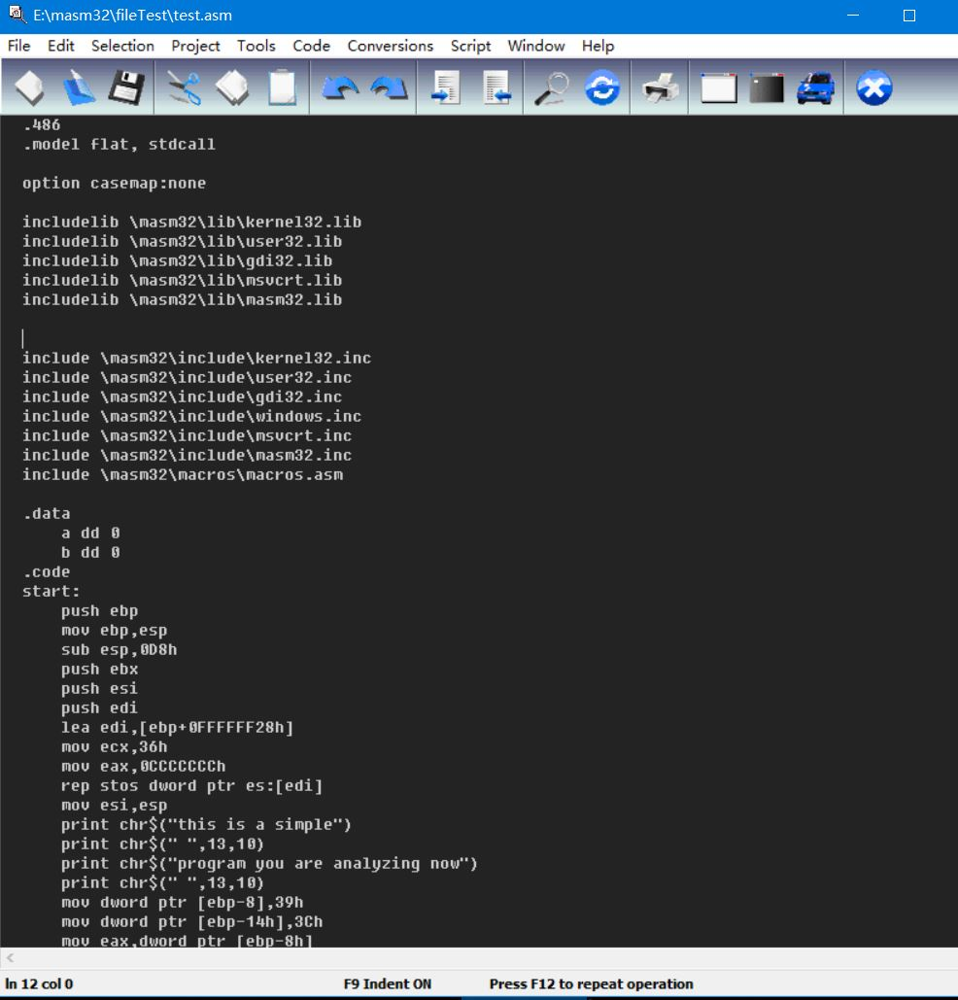 E:\masm32\fileTest\test.asm
File Edit Selection Project Tools Code Conversions Script Window Help
.486
.model flat, stdcall
option casemap:none
includelib \masm32\lib\kernel32.lib
includelib \masm32\lib\user32.lib
includelib \masm32\lib\gdi32.lib
includelib \masm32\lib\msvcrt.lib
includelib \masm32\lib\masm32.lib
include \masm32\include\kernel32.inc
include \masm32\include\user32.inc
include \masm32\include\gdi32.inc
include \masm32\include\windows.inc
include \masm32\include\msvcrt.inc
include \masm32\include\masm32.inc
include \masm32\macros\macros.asm
.data
a dd 0
b dd 0
.code
start:
push ebp
mov ebp,esp
sub esp,0D8h
push ebx
push esi
push edi
lea edi,[ebp+0FFFFFF28h]
mov ecx,36h
mov eax,0CCCCCCCh
rep stos dword ptr es:[edi]
mov esi,esp
print chr$("this is a simple")
print chr$(" ",13,10)
print chr$("program you are analyzing now")
print chr$(" ",13,10)
mov dword ptr [ebp-8],39h
mov dword ptr [ebp-14h],3Ch
mov eax,dword ptr [ebp-8h]
ln 12 col 0 F9 Indent ON Press F12 to repeat operation